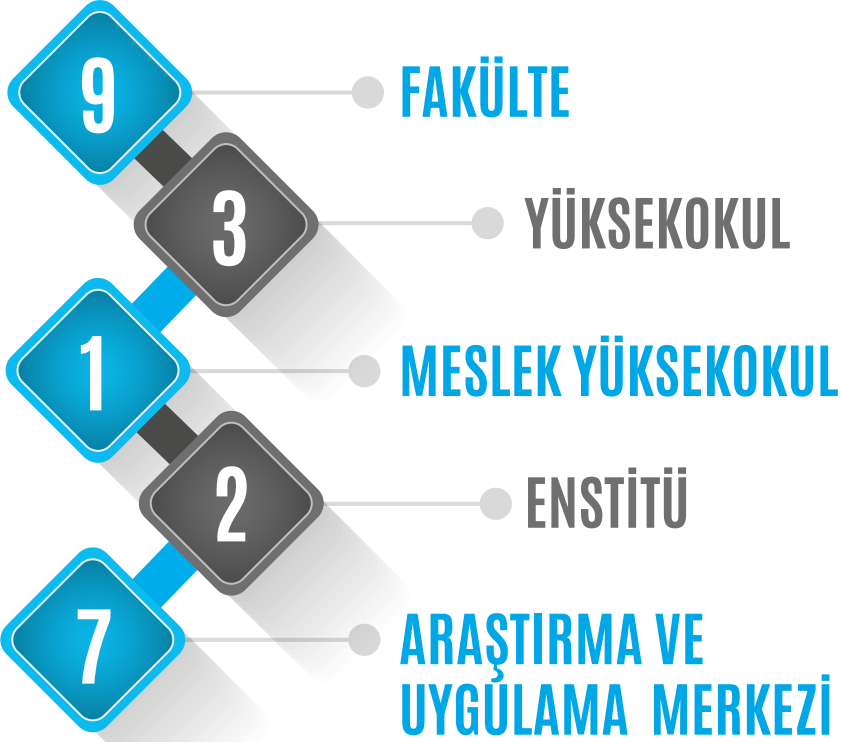 9 FAKÜLTE
3 YÜKSEKOKUL
1 MESLEK YÜKSEKOKUL
2 ENSTİTÜ
7 ARAŞTIRMA VE
UYGULAMA MERKEZİ